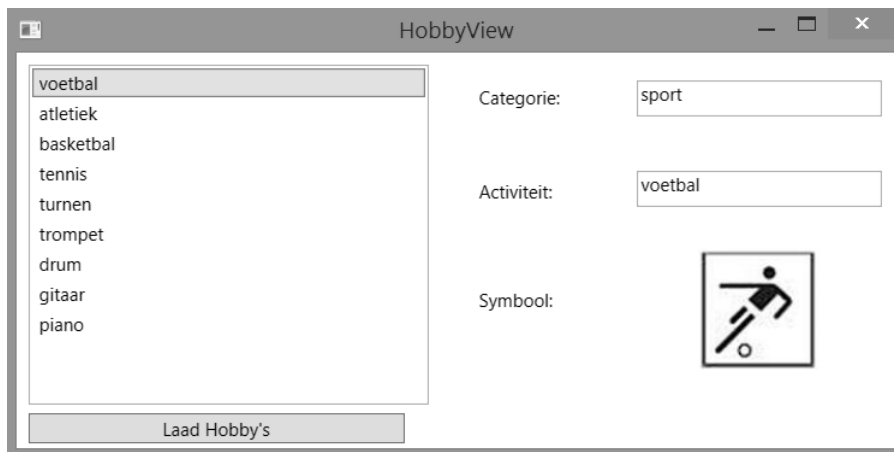 HobbyView
voetbal
atletiek
basketbal
tennis
turnen
trompet
drum
gitaar
piano
Laad Hobby's
Categorie:
sport
Activiteit:
voetbal
Symbool: